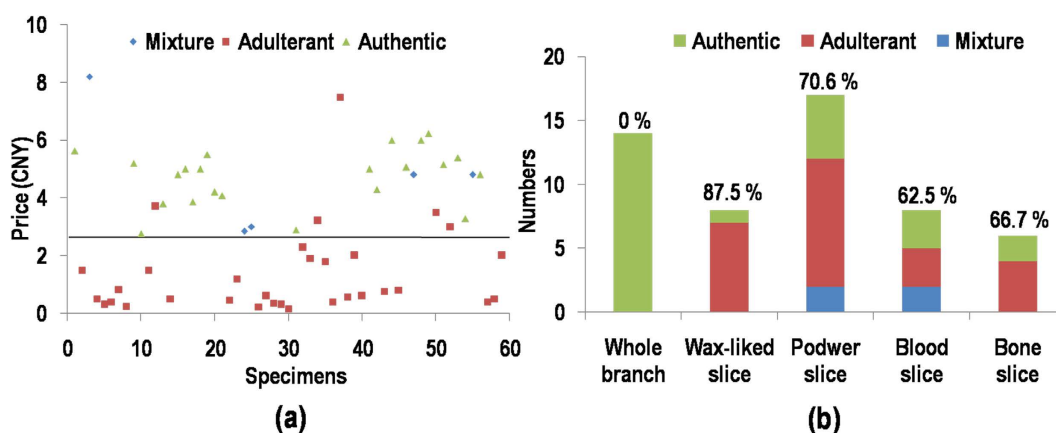 10
8
6
4
2
0
Price (CNY)
Mixture Adulterant Authentic
0 10 20 30 40 50 60
Specimens
(a)
20
15
10
5
0
Numbers
Authentic Adulterant Mixture
0 %
87.5 %
70.6 %
62.5 %
66.7 %
Whole Wax-liked Podwer Blood Bone
branch slice slice slice slice
(b)